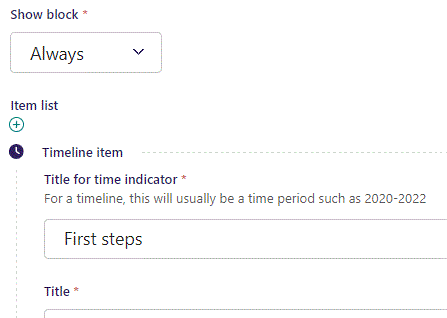 Show block *
Always
Item list
Timeline item
Title for time indicator *
For a timeline, this will usually be a time period such as 2020-2022
First steps
Title *